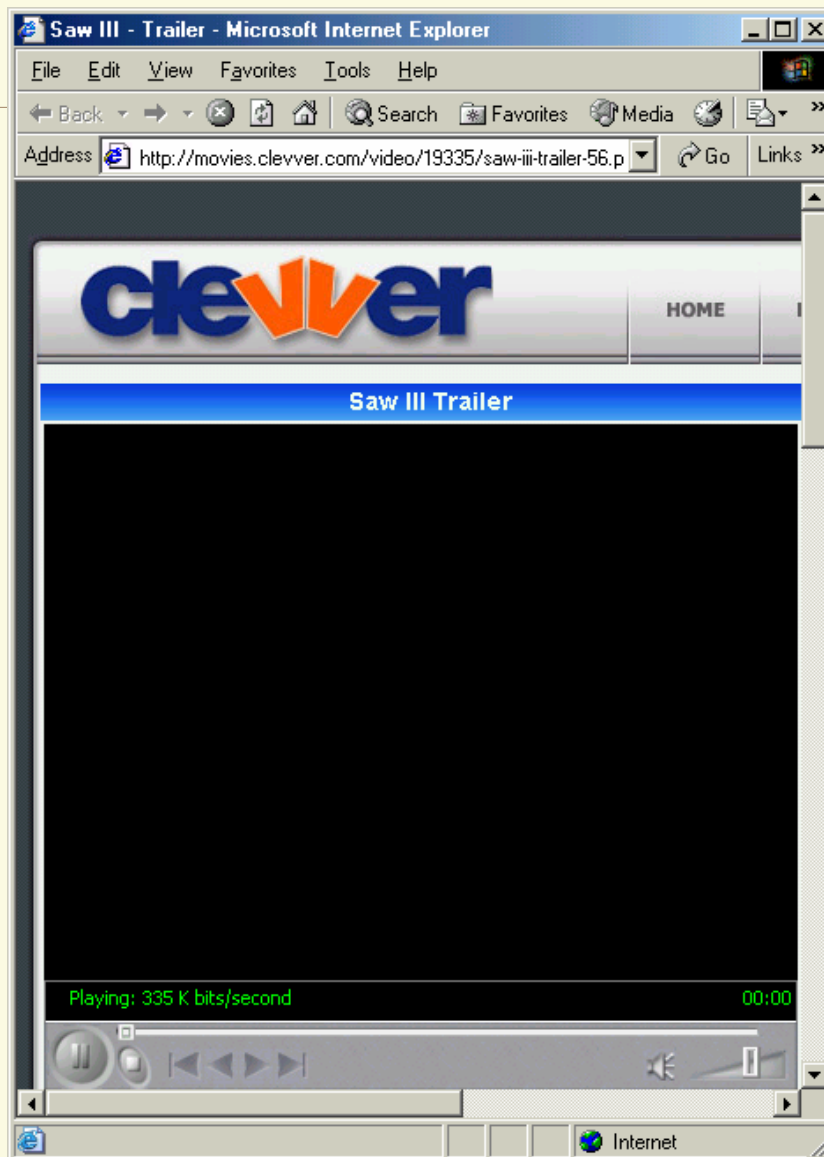 Saw III - Trailer - Microsoft Internet Explorer
File Edit View Favorites Tools Help
Back Search Favorites Media »
Address http://movies.clevver.com/video/19335/saw-iii-trailer-56.p Go Links »
clevver HOME
Saw III Trailer
Playing: 335 K bits/second 00:00
Internet